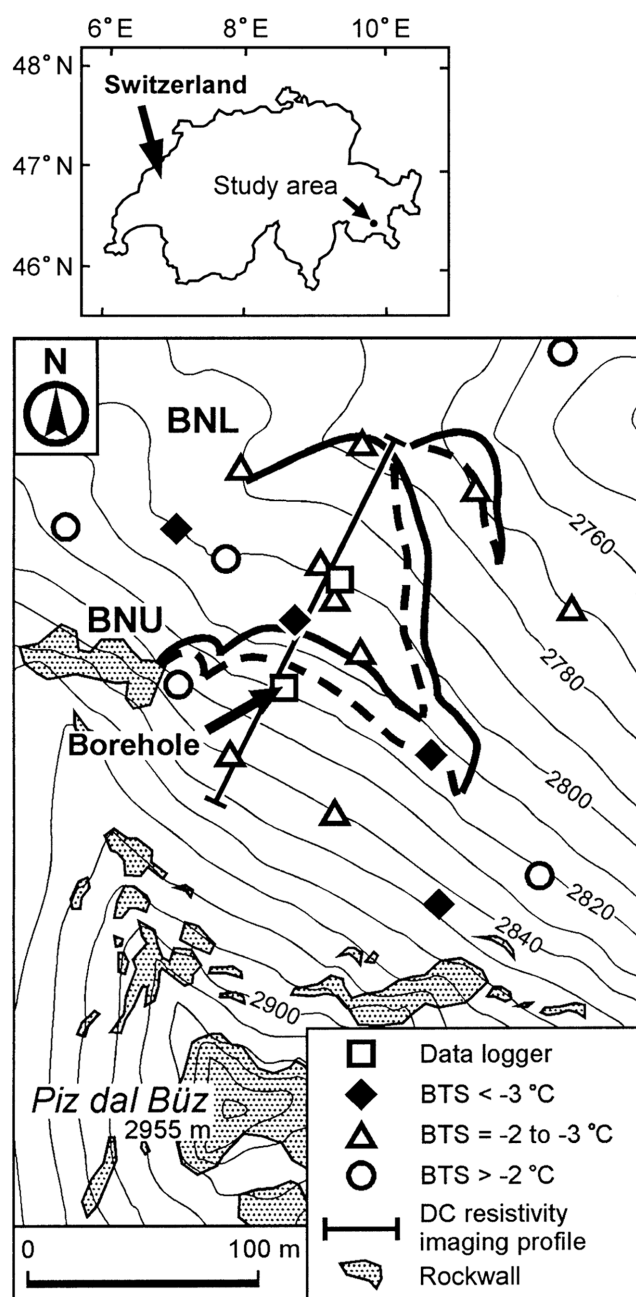 6°E 8°E 10°E
48°N
Switzerland
47°N
Study area
46°N
N
BNL
2760
BNU
2780
Borehole
2800
2820
2840
2900
Piz dal Büz
2955 m
Data logger
BTS < -3 °C
BTS = -2 to -3 °C
BTS > -2 °C
DC resistivity
imaging profile
Rockwall
0 100 m